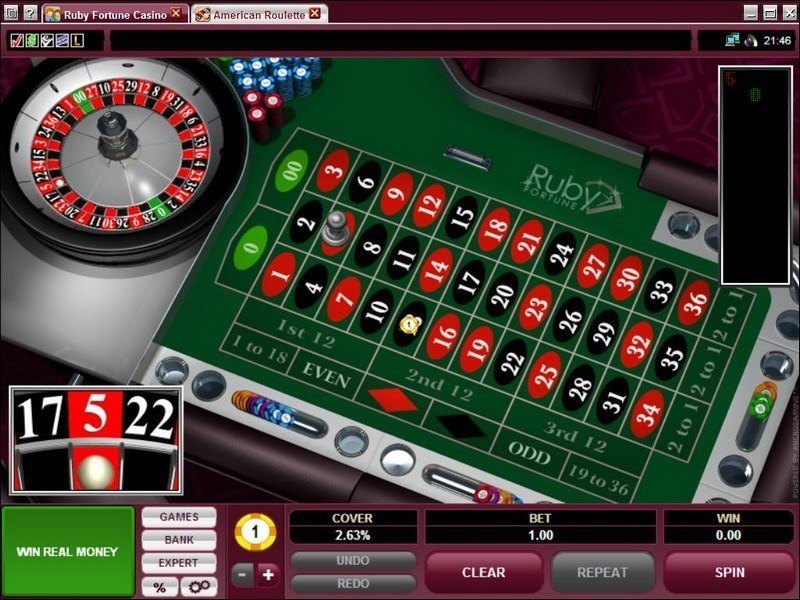 Ruby Fortune Casino American Roulette
L 21:46
5
0
17 5 22
00 3 6 9 12 15 18 21 24 27 30 33 36 2 to 1
2 8 11 14 17 20 23 26 29 32 35 2 to 1
0 1 4 7 10 16 19 22 25 28 31 34 2 to 1
Ruby
FORTUNE
1
1st 12 2nd 12 3rd 12
1 to 18 EVEN ODD 19 to 36
POWERED BY MICROGAMING
WIN REAL MONEY
GAMES
BANK
EXPERT
%
1
- +
COVER BET WIN
2.63% 1.00 0.00
UNDO
REDO
CLEAR REPEAT SPIN